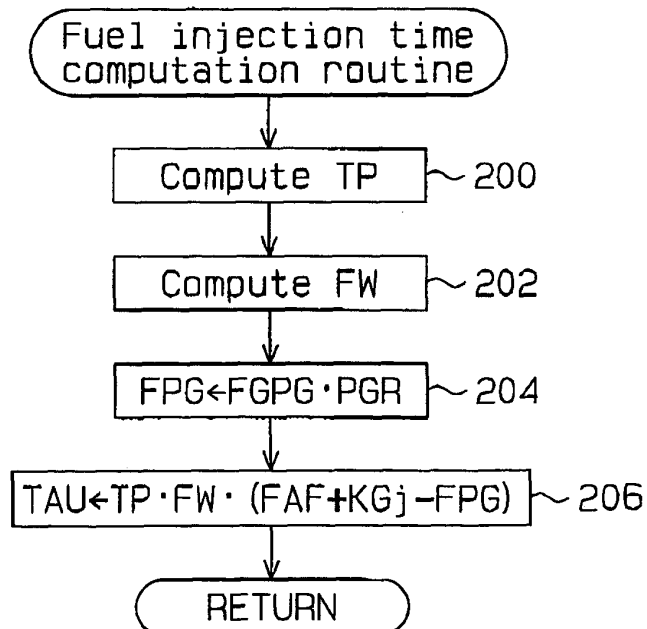 Fuel injection time
computation routine
Compute TP
200
Compute FW
202
FPG←FGPG·PGR
204
TAU←TP·FW·(FAF+KGj-FPG)
206
RETURN